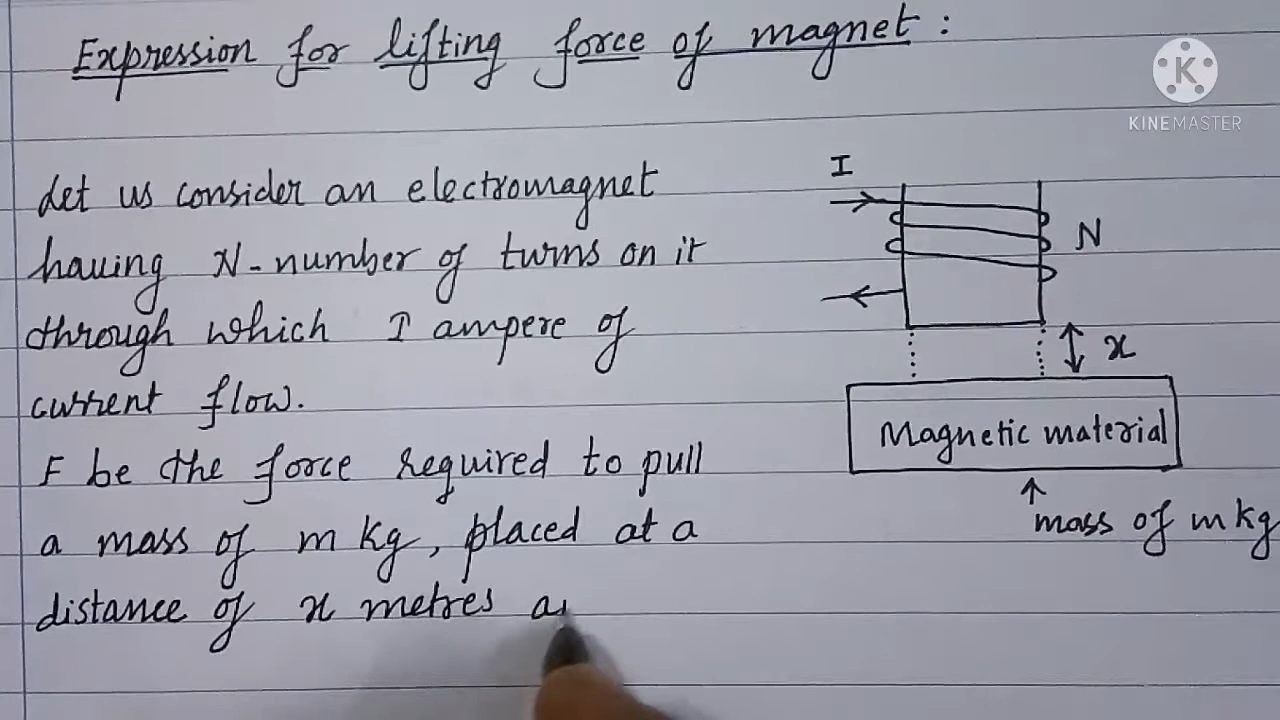 Expression for lifting force of magnet :
K
KINEMASTER
I
Let us consider an electromagnet
having N-number of turns on it
N
through which I ampere of
x
current flow.
Magnetic material
F be the force required to pull
a mass of m kg, placed at a
mass of m kg
distance of x metres